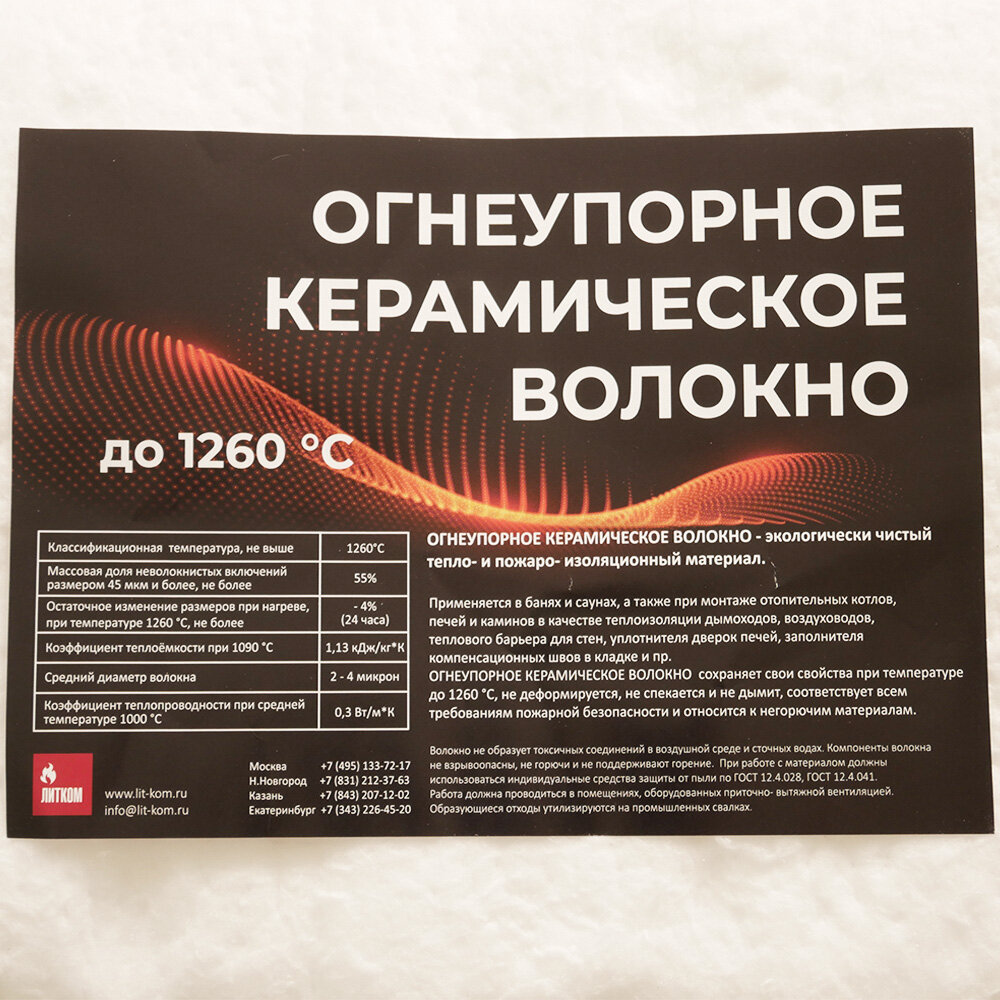 ОГНЕУПОРНОЕ
КЕРАМИЧЕСКОЕ
ВОЛОКНО
до 1260 °С
Классификационная температура, не выше 1260°С
Массовая доля неволокнистых включений
размером 45 мкм и более, не более 55%
Остаточное изменение размеров при нагреве, - 4%
при температуре 1260 °С, не более (24 часа)
Коэффициент теплоёмкости при 1090 °С 1,13 кДж/кг*К
Средний диаметр волокна 2 - 4 микрон
Коэффициент теплопроводности при средней
температуре 1000 °С 0,3 Вт/м*К
ОГНЕУПОРНОЕ КЕРАМИЧЕСКОЕ ВОЛОКНО - экологически чистый
тепло- и пожаро- изоляционный материал.
Применяется в банях и саунах, а также при монтаже отопительных котлов,
печей и каминов в качестве теплоизоляции дымоходов, воздуховодов,
теплового барьера для стен, уплотнителя дверок печей, заполнителя
компенсационных швов в кладке и пр.
ОГНЕУПОРНОЕ КЕРАМИЧЕСКОЕ ВОЛОКНО сохраняет свои свойства при температуре
до 1260 °С, не деформируется, не спекается и не дымит, соответствует всем
требованиям пожарной безопасности и относится к негорючим материалам.
Волокно не образует токсичных соединений в воздушной среде и сточных водах. Компоненты волокна
не взрывоопасны, не горючи и не поддерживают горение. При работе с материалом должны
использоваться индивидуальные средства защиты от пыли по ГОСТ 12.4.028, ГОСТ 12.4.041.
Работа должна проводиться в помещениях, оборудованных приточно- вытяжной вентиляцией.
Образующиеся отходы утилизируются на промышленных свалках.
ЛИТКОМ
www.lit-kom.ru
info@lit-kom.ru
Москва +7 (495) 133-72-17
Н.Новгород +7 (831) 212-37-63
Казань +7 (843) 207-12-02
Екатеринбург +7 (343) 226-45-20